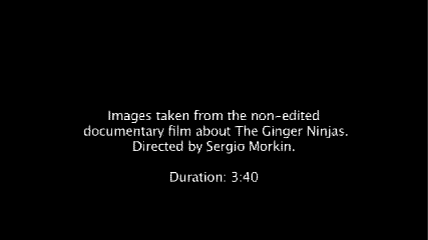 Images taken from the non-edited
documentary film about The Ginger Ninjas.
Directed by Sergio Morkin.
Duration: 3:40